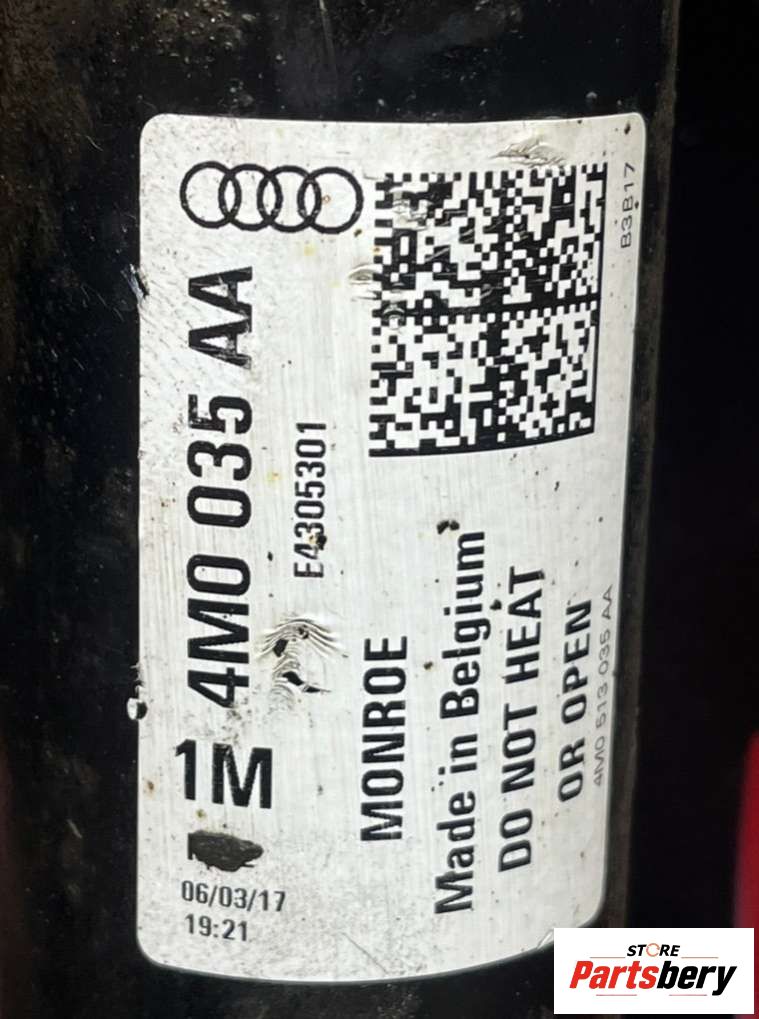 4M0 035 AA
E4305301
1M
06/03/17
19:21
MONROE
Made in Belgium
DO NOT HEAT
OR OPEN
4M0 513 035 AA
B3B17
STORE
Partsbery